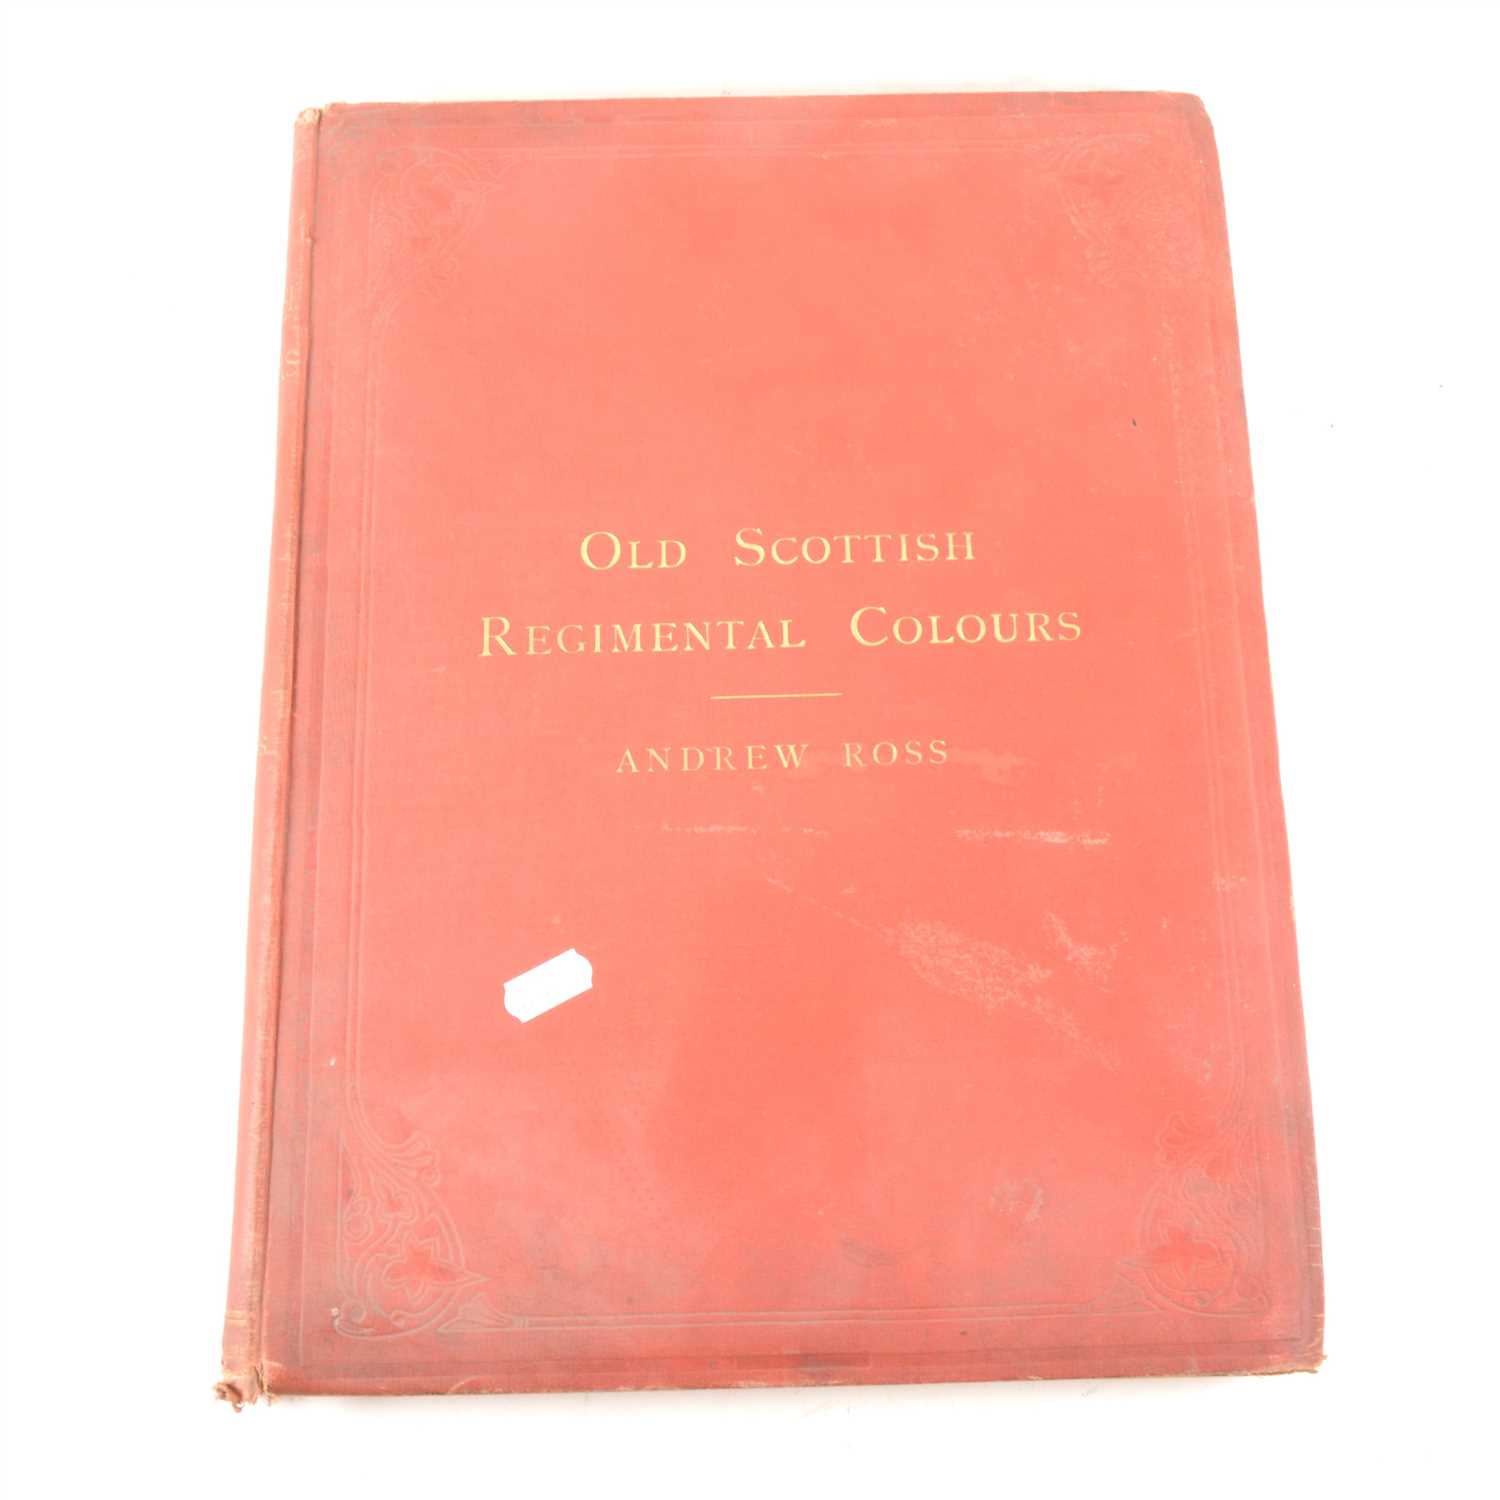 OLD SCOTTISH
REGIMENTAL COLOURS
ANDREW ROSS